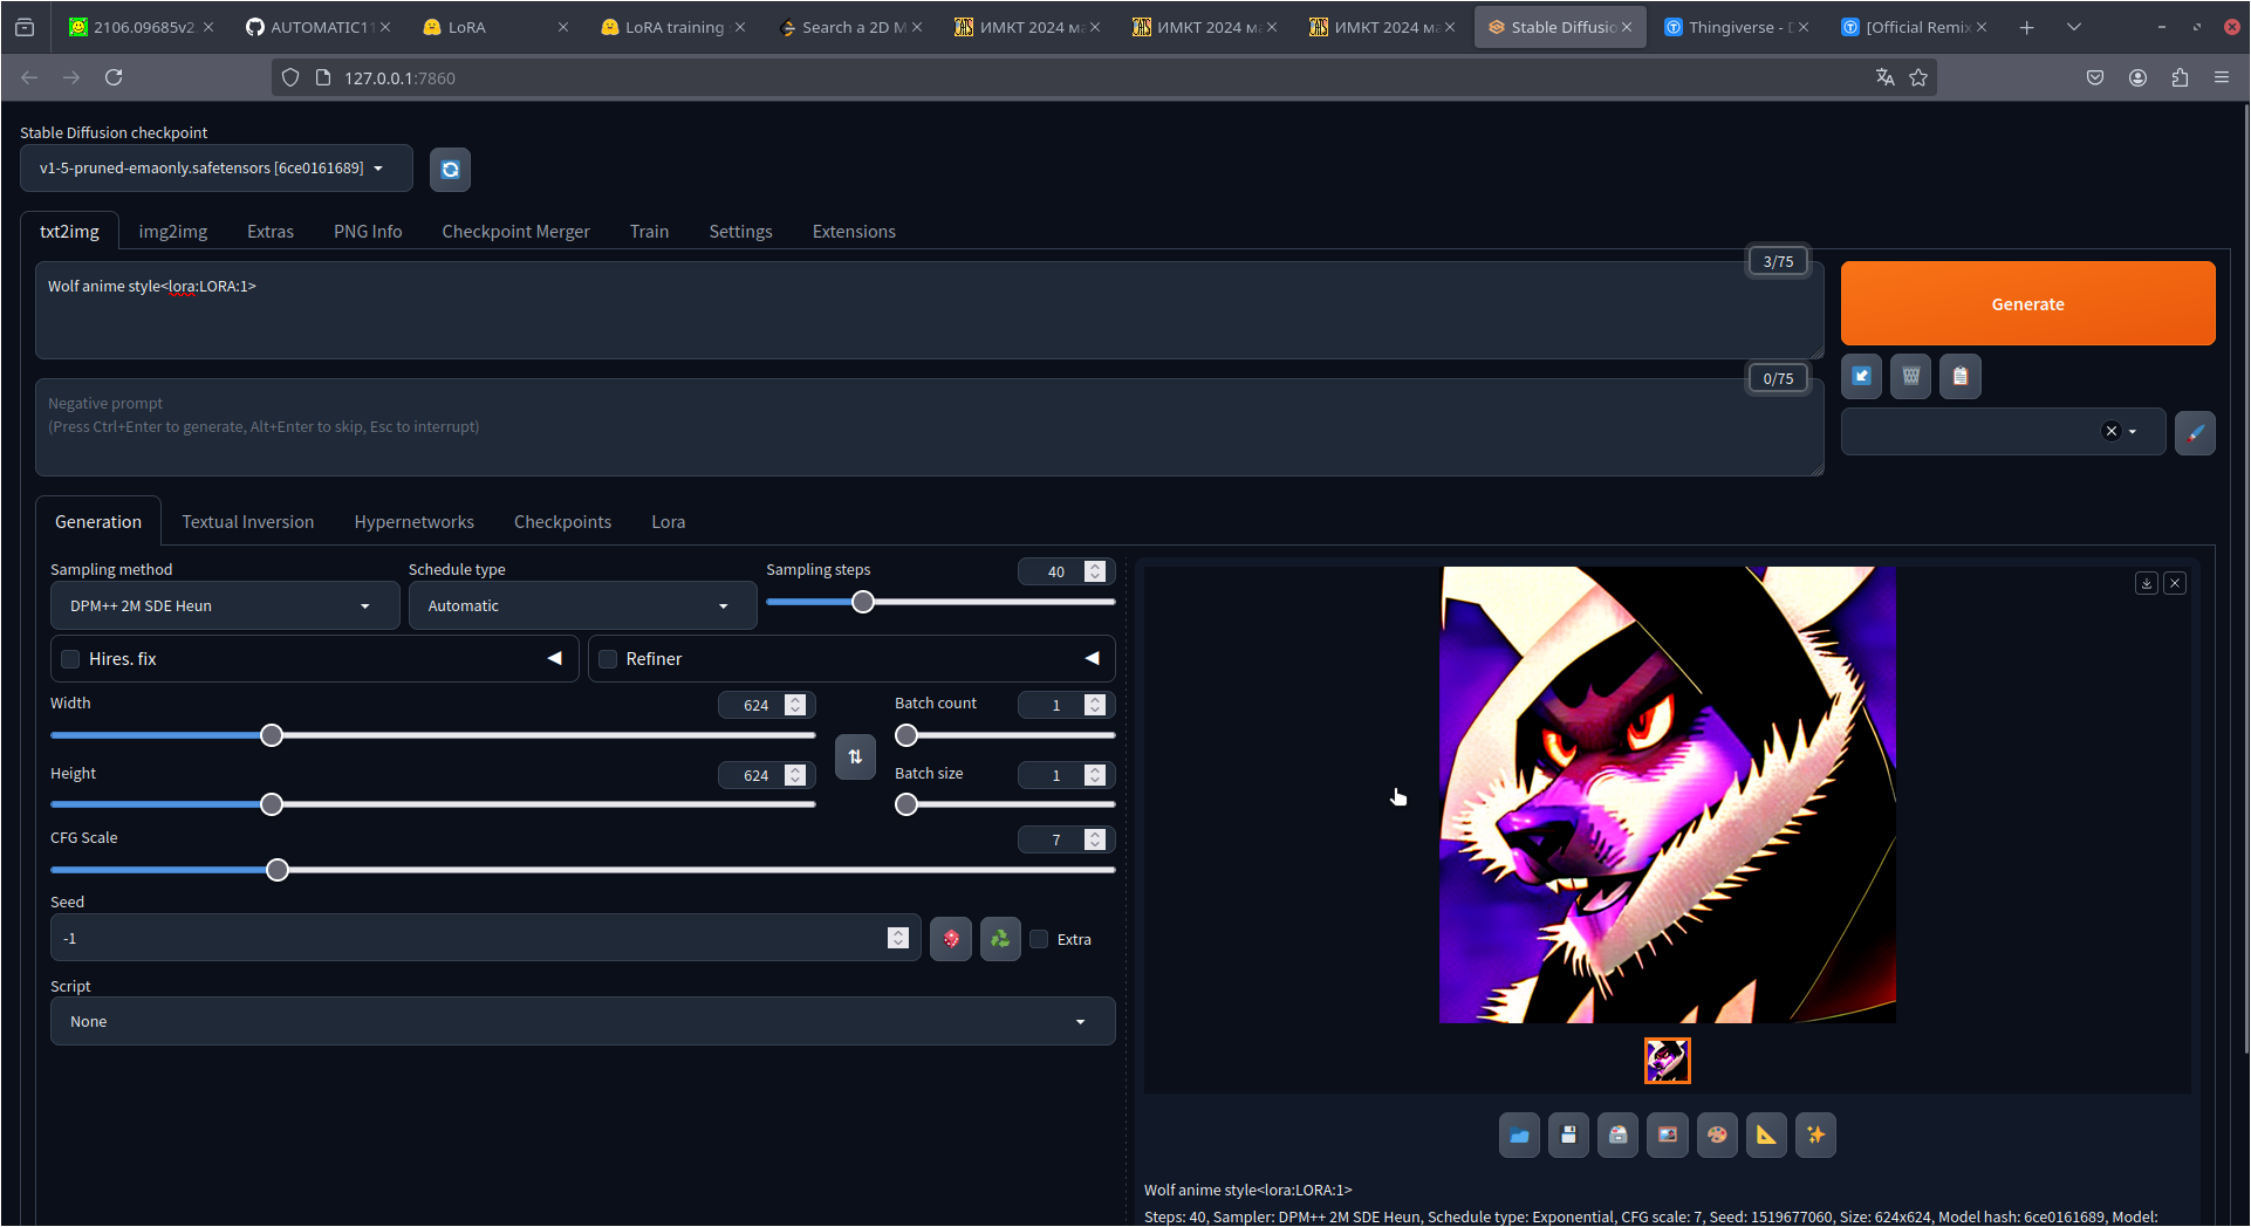 2106.09685v2
AUTOMATIC11
LoRA
LoRA training
Search a 2D M
ИМКТ 2024 ма
ИМКТ 2024 ма
ИМКТ 2024 ма
Stable Diffusio
Thingiverse - D
[Official Remix
127.0.0.1:7860
Stable Diffusion checkpoint
v1-5-pruned-emaonly.safetensors [6ce0161689]
txt2img img2img Extras PNG Info Checkpoint Merger Train Settings Extensions
3/75
Wolf anime style<lora:LORA:1>
Generate
0/75
Negative prompt
(Press Ctrl+Enter to generate, Alt+Enter to skip, Esc to interrupt)
Generation Textual Inversion Hypernetworks Checkpoints Lora
Sampling method
DPM++ 2M SDE Heun
Schedule type
Automatic
Sampling steps
40
Hires. fix
Refiner
Width
624
Batch count
1
Height
624
Batch size
1
CFG Scale
7
Seed
-1
Extra
Script
None
Wolf anime style<lora:LORA:1>
Steps: 40, Sampler: DPM++ 2M SDE Heun, Schedule type: Exponential, CFG scale: 7, Seed: 1519677060, Size: 624x624, Model hash: 6ce0161689, Model: